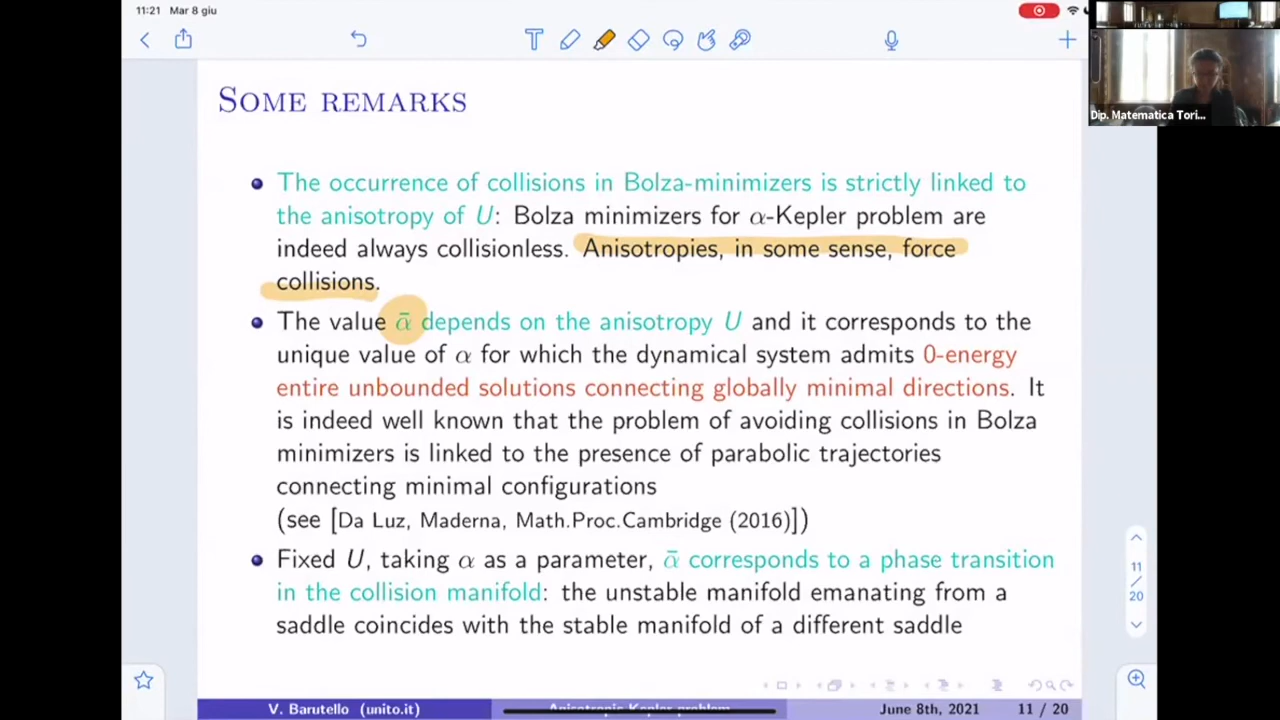 11:21 Mar 8 giu
Dip. Matematica Tori...
SOME REMARKS
The occurrence of collisions in Bolza-minimizers is strictly linked to
the anisotropy of U: Bolza minimizers for α-Kepler problem are
indeed always collisionless. Anisotropies, in some sense, force
collisions.
The value ᾱ depends on the anisotropy U and it corresponds to the
unique value of α for which the dynamical system admits 0-energy
entire unbounded solutions connecting globally minimal directions. It
is indeed well known that the problem of avoiding collisions in Bolza
minimizers is linked to the presence of parabolic trajectories
connecting minimal configurations
(see [Da Luz, Maderna, Math.Proc.Cambridge (2016)])
Fixed U, taking α as a parameter, ᾱ corresponds to a phase transition
in the collision manifold: the unstable manifold emanating from a
saddle coincides with the stable manifold of a different saddle
11
/
20
V. Barutello (unito.it) Anisotropic Kepler problem June 8th, 2021 11 / 20